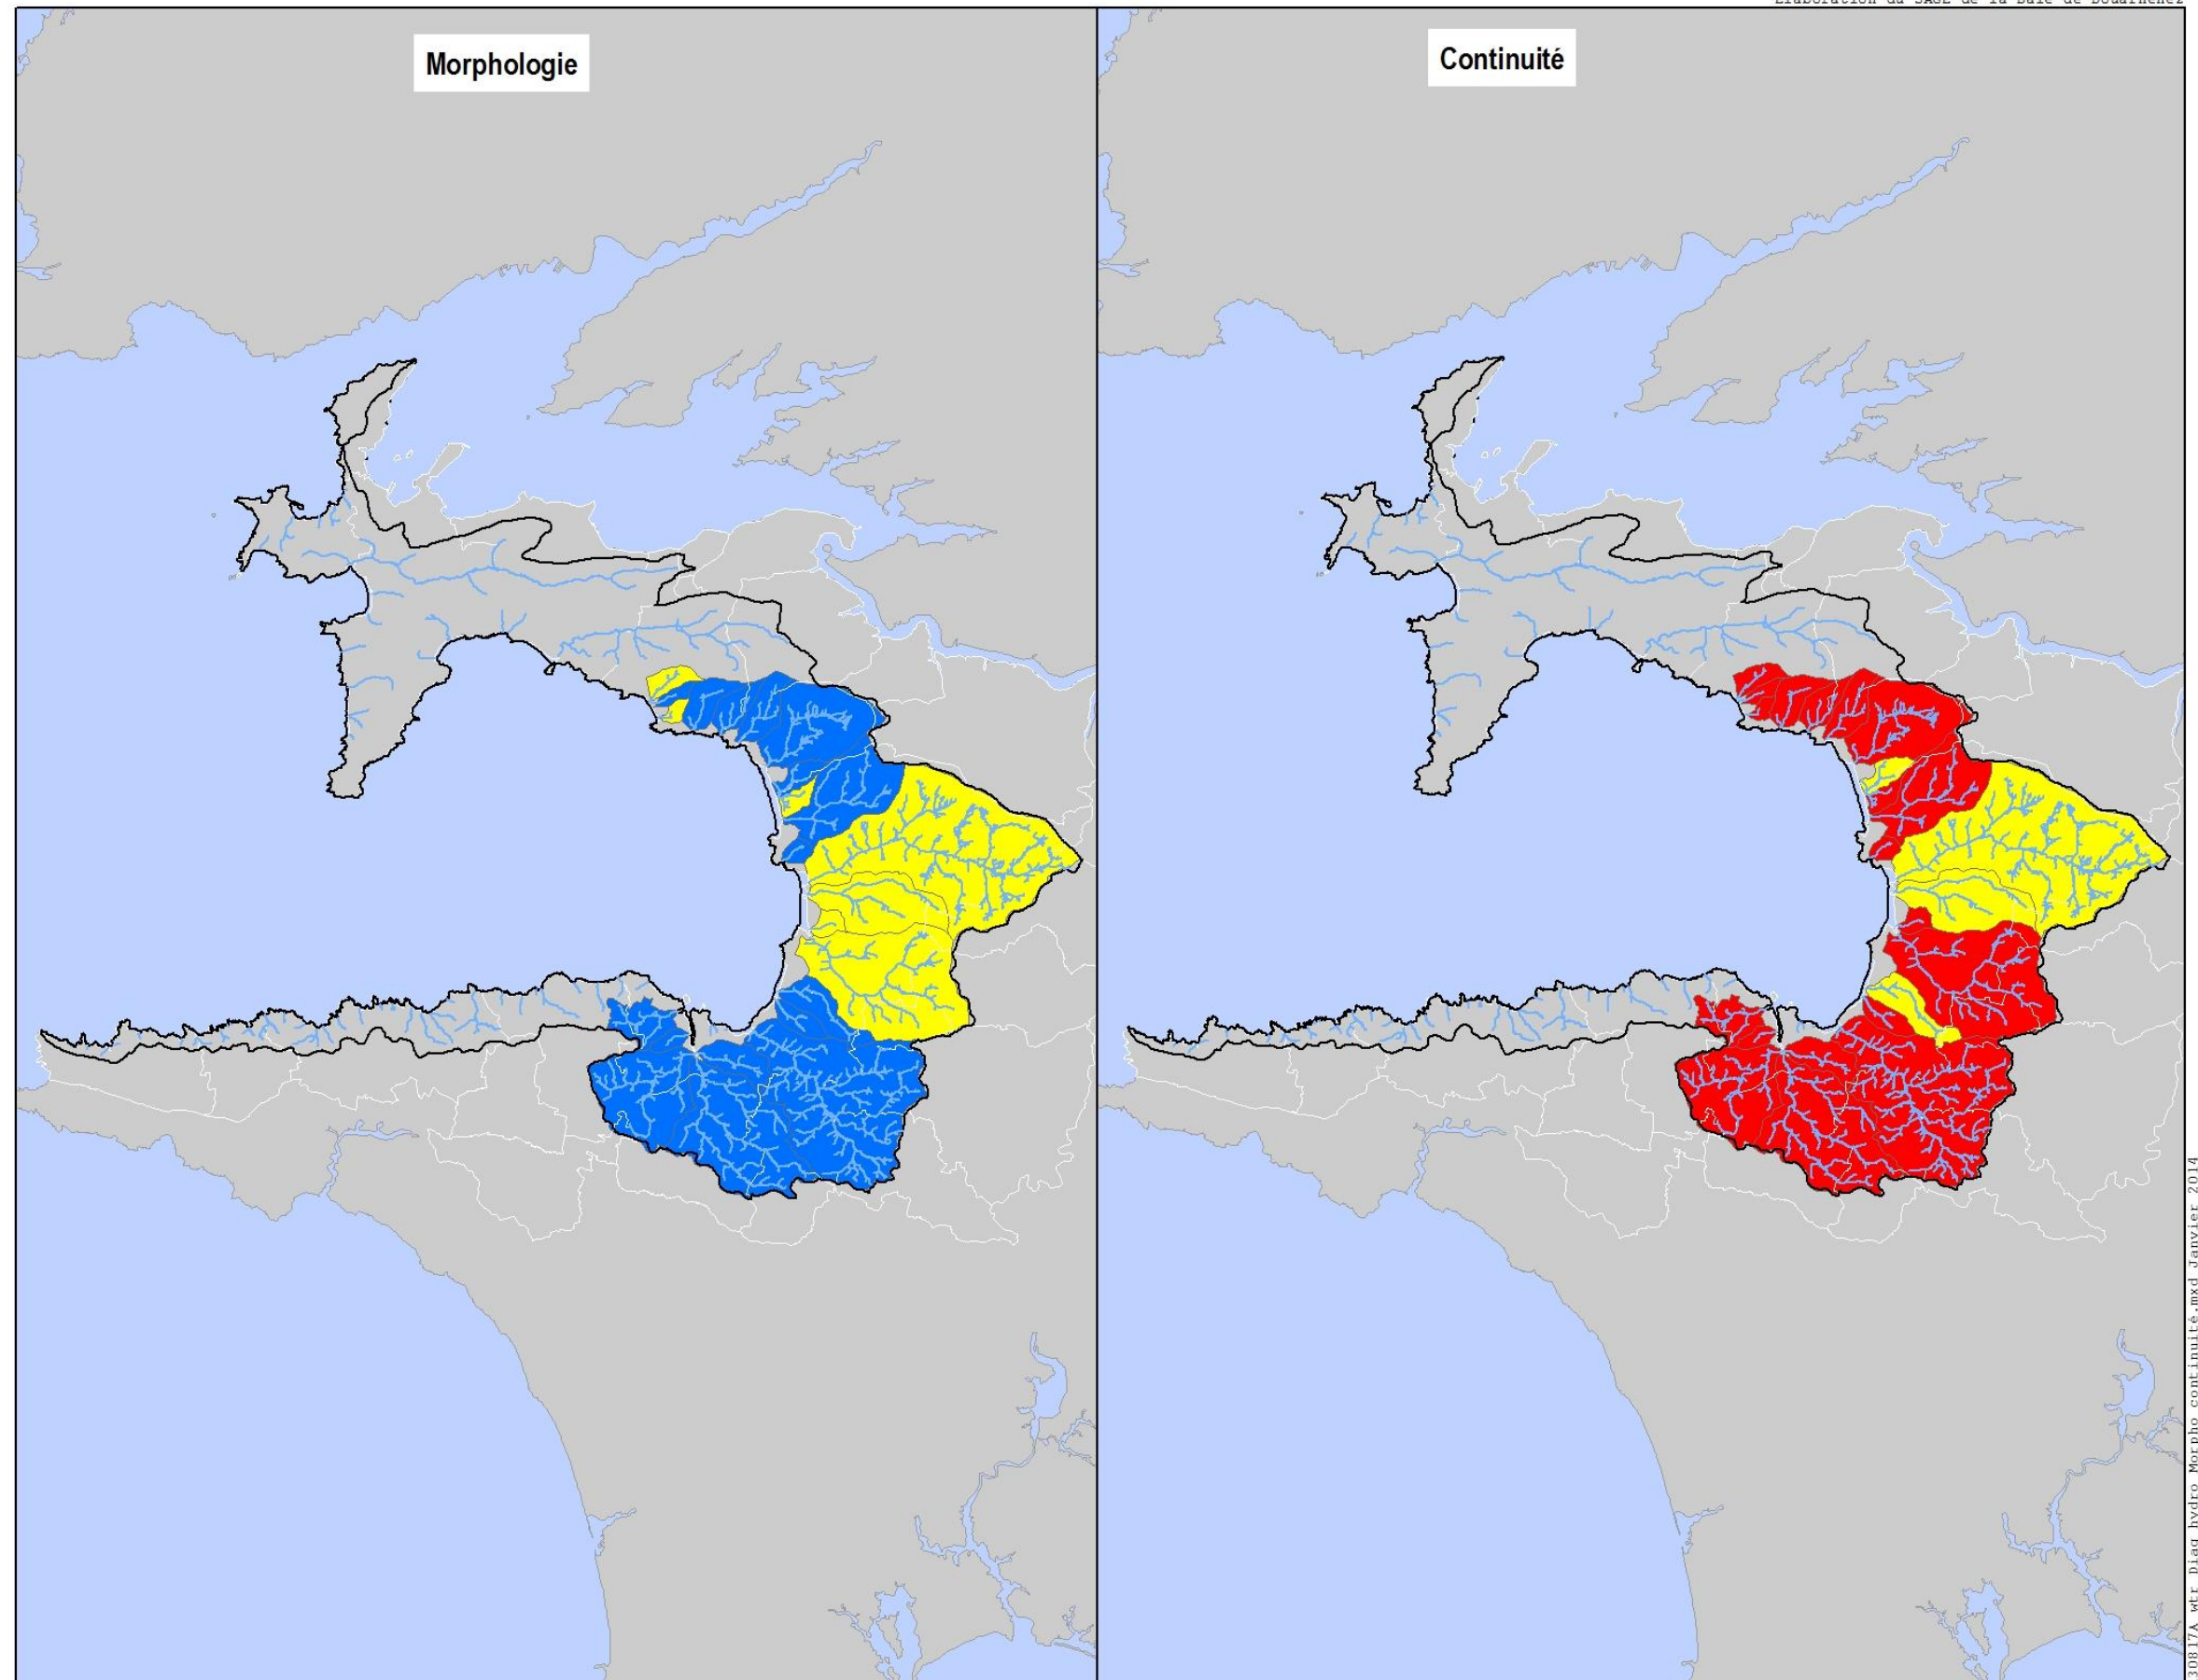 Elaboration du SAGE de la Baie de Douarnenez
Morphologie
Continuité
30817A wtr Diag hydro Morpho continuité.mxd Janvier 2014